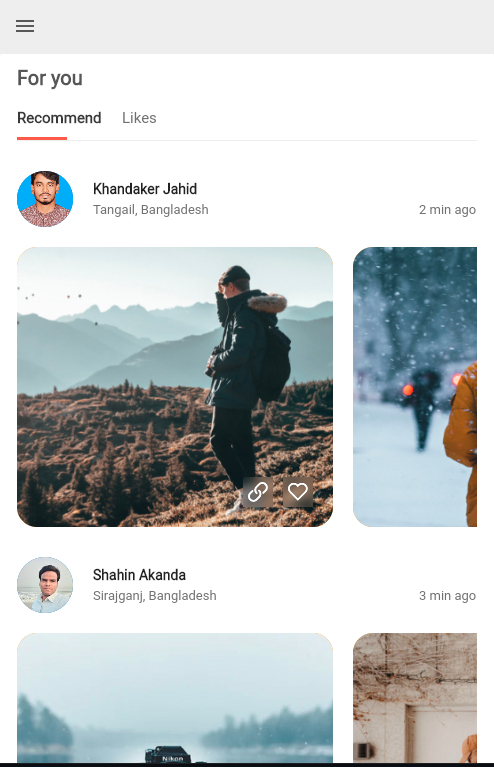 For you
Recommend Likes
Khandaker Jahid
Tangail, Bangladesh 2 min ago
Shahin Akanda
Sirajganj, Bangladesh 3 min ago
Nikon